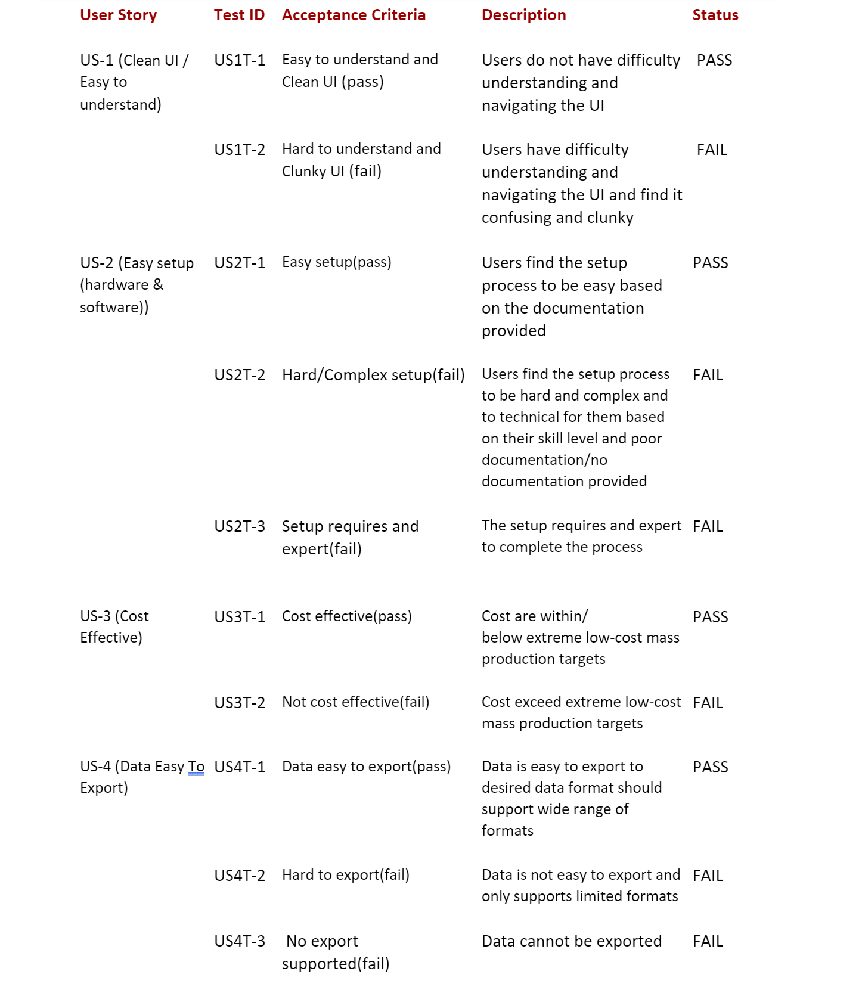 User Story Test ID Acceptance Criteria Description Status
US-1 (Clean UI / US1T-1 Easy to understand and Users do not have difficulty PASS
Easy to Clean UI (pass) understanding and
understand) navigating the UI
US1T-2 Hard to understand and Users have difficulty FAIL
Clunky UI (fail) understanding and
navigating the UI and find it
confusing and clunky
US-2 (Easy setup US2T-1 Easy setup(pass) Users find the setup PASS
(hardware & process to be easy based
software)) on the documentation
provided
US2T-2 Hard/Complex setup(fail) Users find the setup process FAIL
to be hard and complex and
to technical for them based
on their skill level and poor
documentation/no
documentation provided
US2T-3 Setup requires and The setup requires and expert FAIL
expert(fail) to complete the process
US-3 (Cost US3T-1 Cost effective(pass) Cost are within/ PASS
Effective) below extreme low-cost mass
production targets
US3T-2 Not cost effective(fail) Cost exceed extreme low-cost FAIL
mass production targets
US-4 (Data Easy To US4T-1 Data easy to export(pass) Data is easy to export to PASS
Export) desired data format should
support wide range of
formats
US4T-2 Hard to export(fail) Data is not easy to export and FAIL
only supports limited formats
US4T-3 No export Data cannot be exported FAIL
supported(fail)